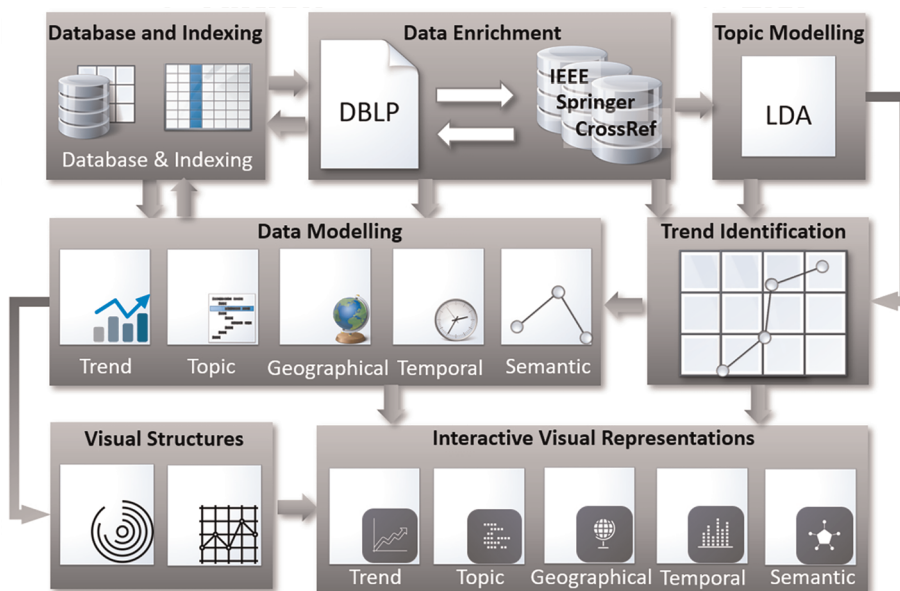 Database and Indexing
Database & Indexing
Data Enrichment
DBLP
IEEE
Springer
CrossRef
Topic Modelling
LDA
Data Modelling
Trend
Topic
Geographical
Temporal
Semantic
Trend Identification
Visual Structures
Interactive Visual Representations
Trend
Topic
Geographical
Temporal
Semantic